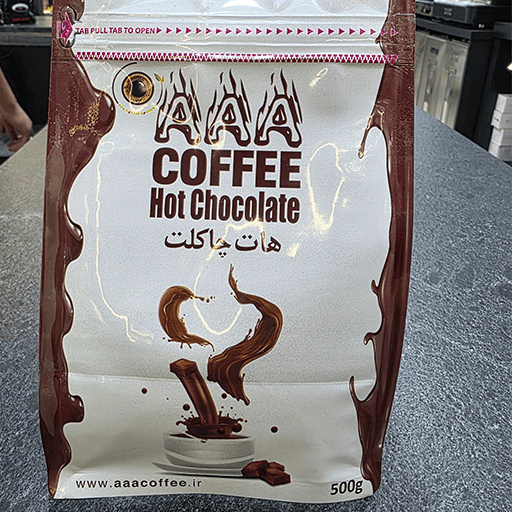 TAB PULL TAB TO OPEN
AAA
COFFEE
Hot Chocolate
هات چاکلت
www.aaacoffee.ir
500g